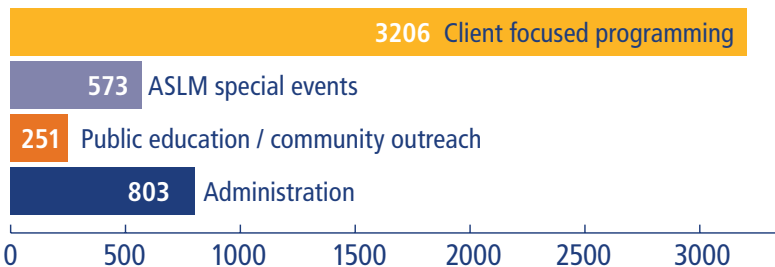 3206 Client focused programming
573 ASLM special events
251 Public education / community outreach
803 Administration
0 500 1000 1500 2000 2500 3000